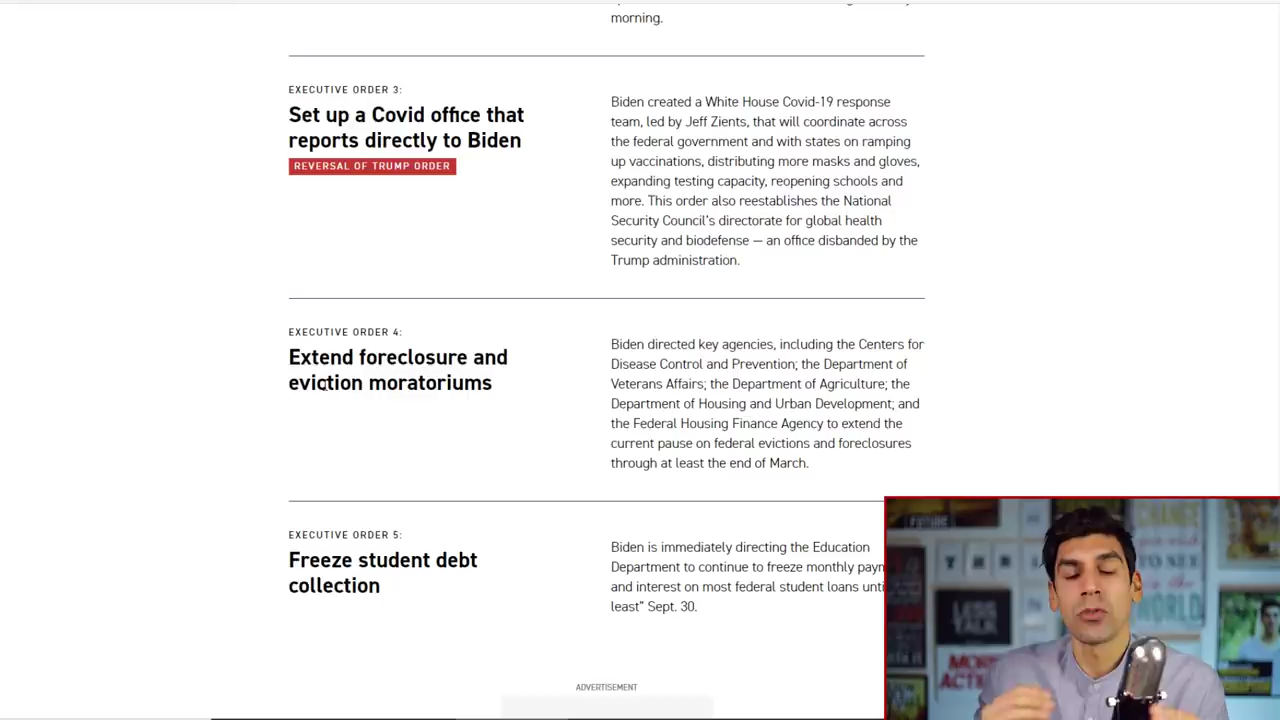 morning.
EXECUTIVE ORDER 3:
Set up a Covid office that
reports directly to Biden
REVERSAL OF TRUMP ORDER
Biden created a White House Covid-19 response
team, led by Jeff Zients, that will coordinate across
the federal government and with states on ramping
up vaccinations, distributing more masks and gloves,
expanding testing capacity, reopening schools and
more. This order also reestablishes the National
Security Council's directorate for global health
security and biodefense — an office disbanded by the
Trump administration.
EXECUTIVE ORDER 4:
Extend foreclosure and
eviction moratoriums
Biden directed key agencies, including the Centers for
Disease Control and Prevention; the Department of
Veterans Affairs; the Department of Agriculture; the
Department of Housing and Urban Development; and
the Federal Housing Finance Agency to extend the
current pause on federal evictions and foreclosures
through at least the end of March.
EXECUTIVE ORDER 5:
Freeze student debt
collection
Biden is immediately directing the Education
Department to continue to freeze monthly
and interest on most federal student loans
least” Sept. 30.
ADVERTISEMENT
FUTURE
LESS
TALK
TO SEE
WORLD